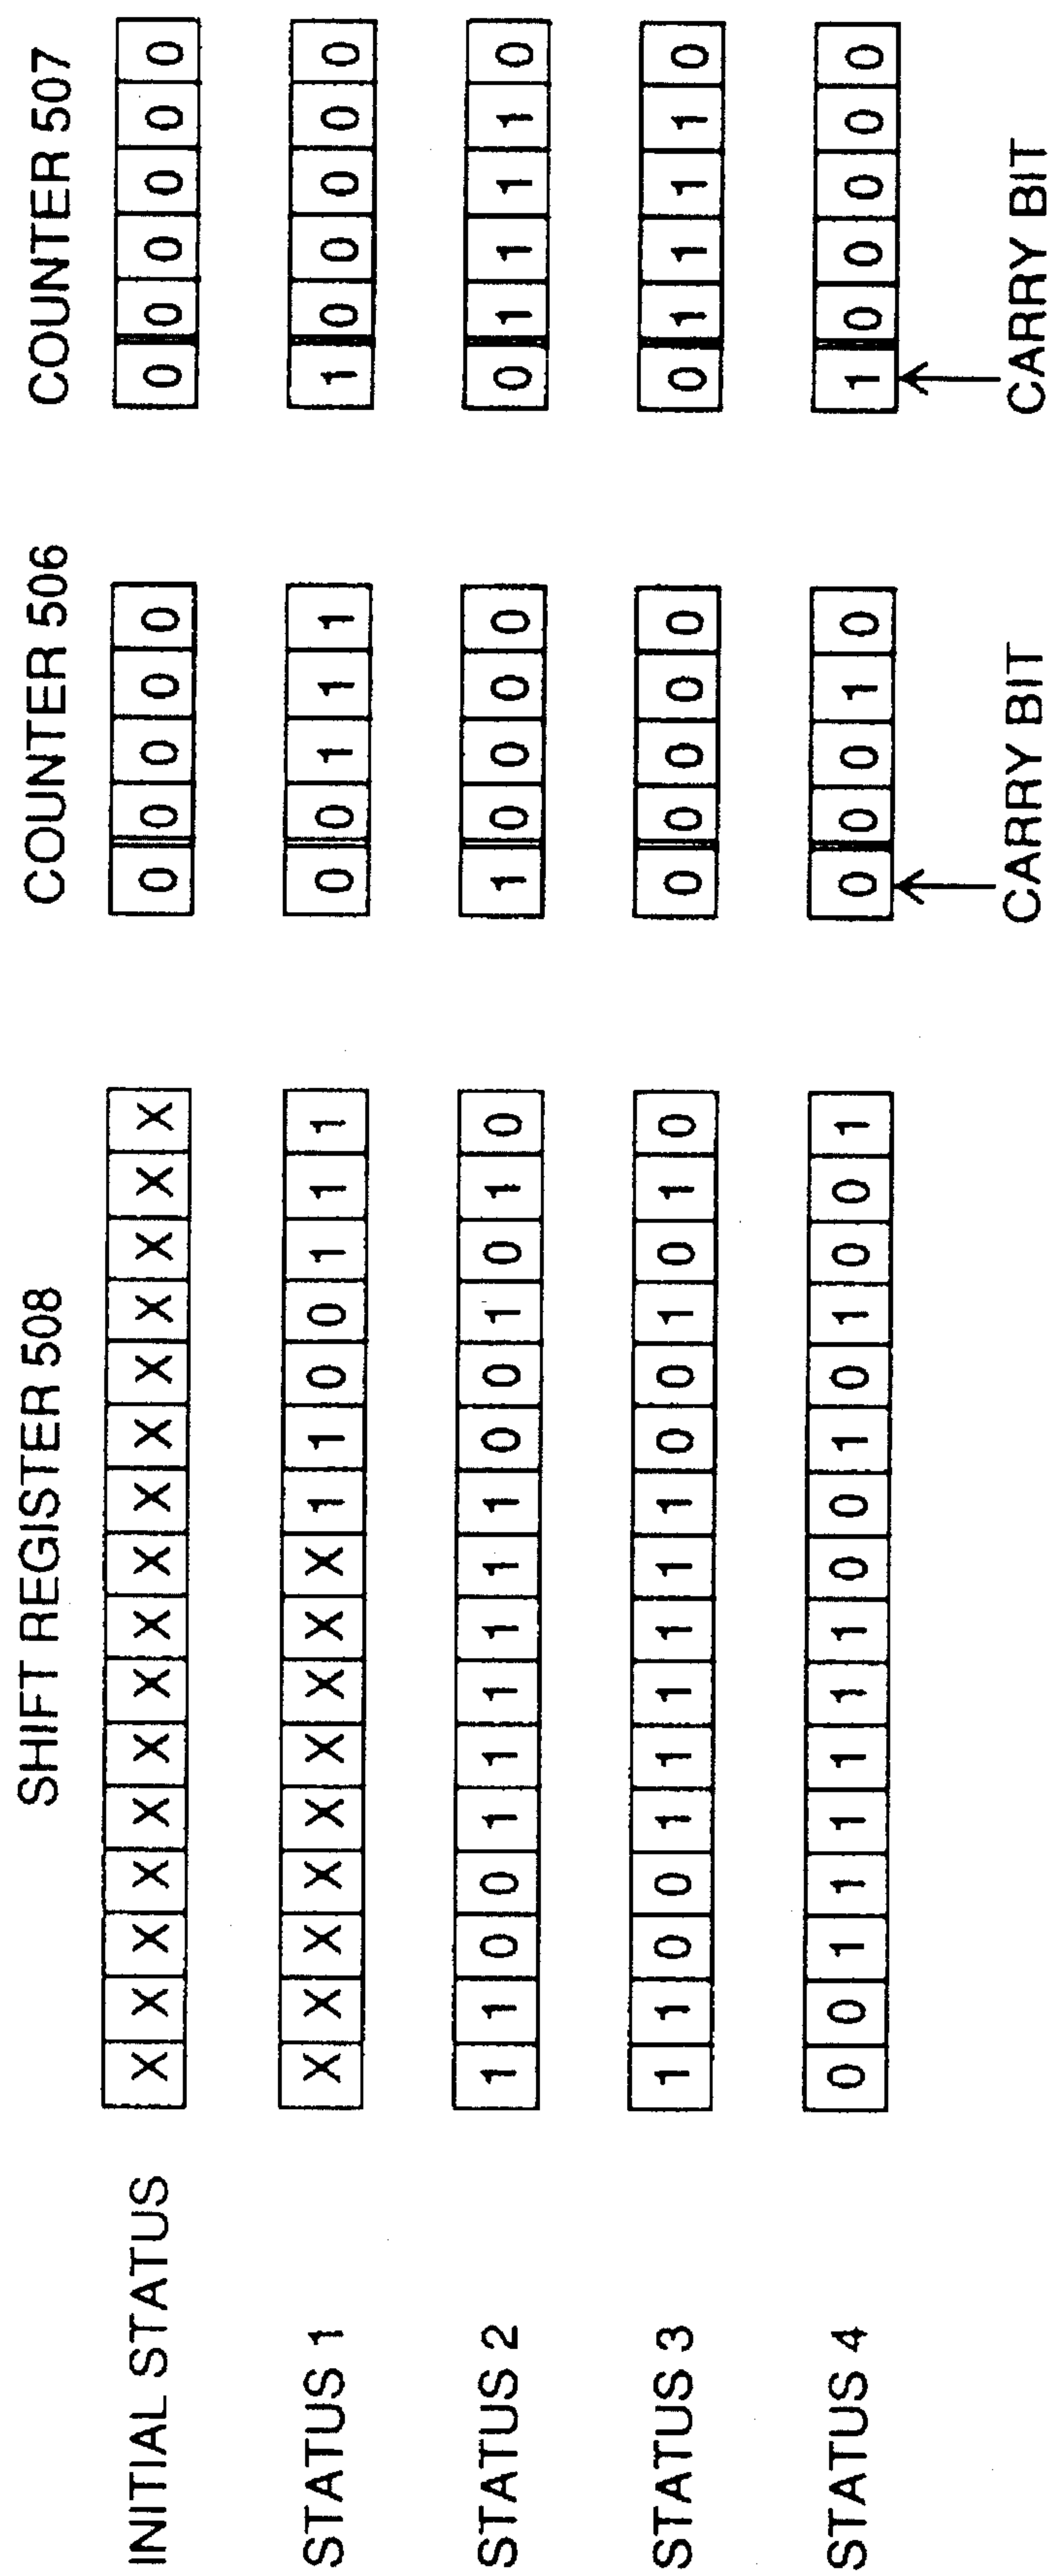 SHIFT REGISTER 508 COUNTER 506 COUNTER 507
INITIAL STATUS X X X X X X X X X X X X X X X X 0 0 0 0 0 0 0 0 0 0 0
STATUS 1 X X X X X X X X X 1 1 0 0 1 1 1 0 0 1 1 1 1 0 0 0 0 0
STATUS 2 1 1 0 0 1 1 1 1 1 1 0 0 1 0 1 0 1 0 0 0 0 0 1 1 1 1 0
STATUS 3 1 1 0 0 1 1 1 1 1 1 0 0 1 0 1 0 0 0 0 0 0 0 1 1 1 1 0
STATUS 4 0 0 1 1 1 1 1 1 0 0 1 0 1 0 0 1 0 0 0 1 0 1 0 0 0 0 0
CARRY BIT CARRY BIT